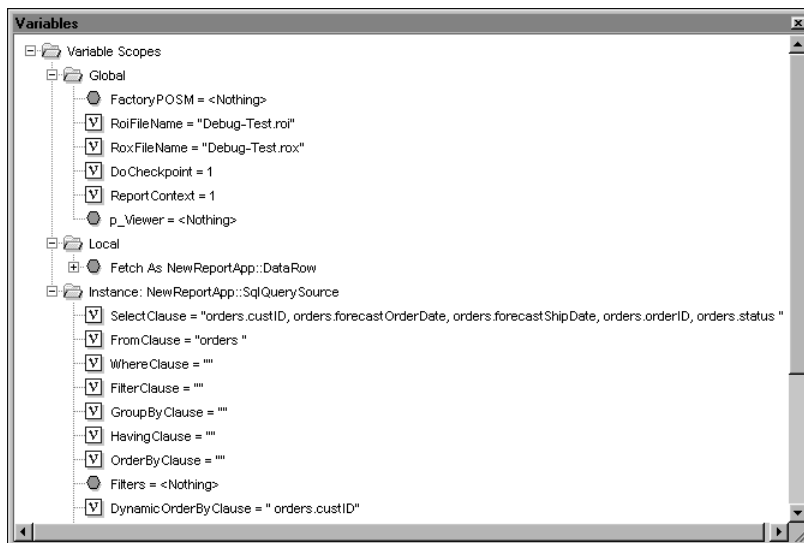 Variables
Variable Scopes
Global
FactoryPOSM = <Nothing>
RoiFileName = "Debug-Test.roi"
RoxFileName = "Debug-Test.rox"
DoCheckpoint = 1
ReportContext = 1
p_Viewer = <Nothing>
Local
Fetch As NewReportApp::DataRow
Instance: NewReportApp::SqlQuerySource
SelectClause = "orders.custID, orders.forecastOrderDate, orders.forecastShipDate, orders.orderID, orders.status "
FromClause = "orders "
WhereClause = ""
FilterClause = ""
GroupByClause = ""
HavingClause = ""
OrderByClause = ""
Filters = <Nothing>
DynamicOrderByClause = " orders.custID"